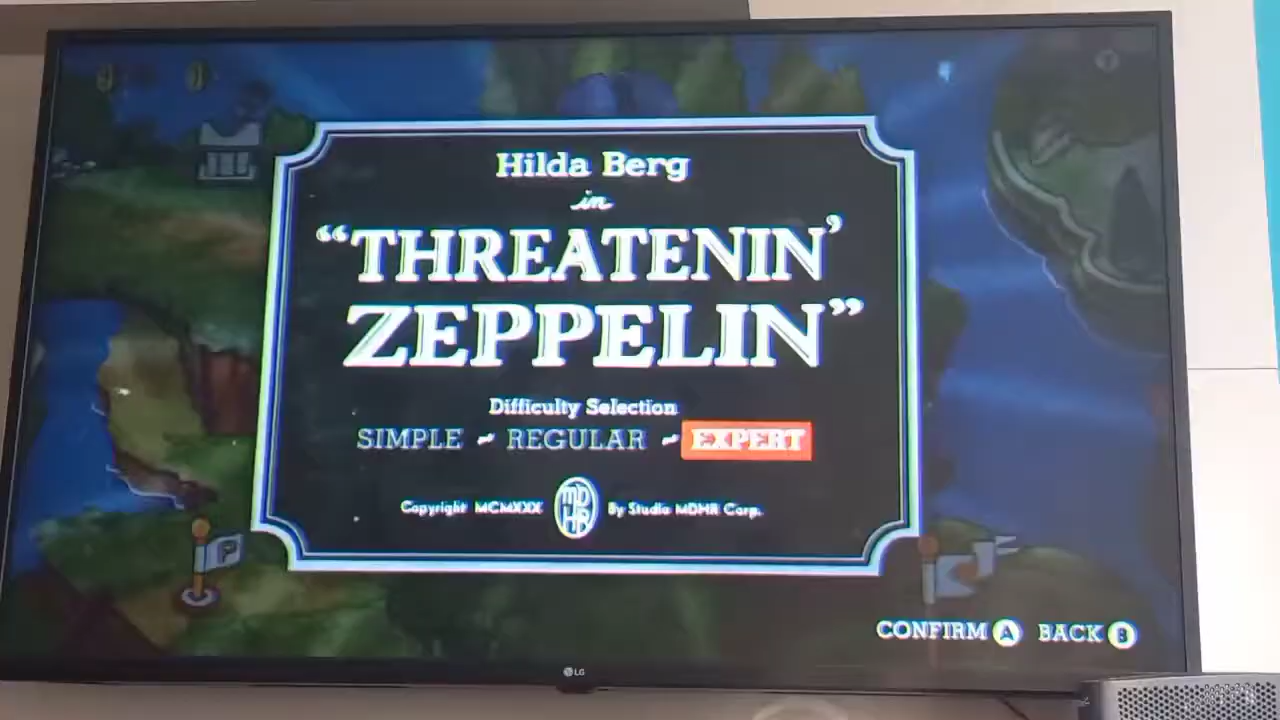 Hilda Berg
in
“THREATENIN’
ZEPPELIN”
Difficulty Selection
SIMPLE ~ REGULAR ~ EXPERT
Copyright MCMXXX MDHR By Studio MDHR Corp.
P
CONFIRM A BACK B
LG